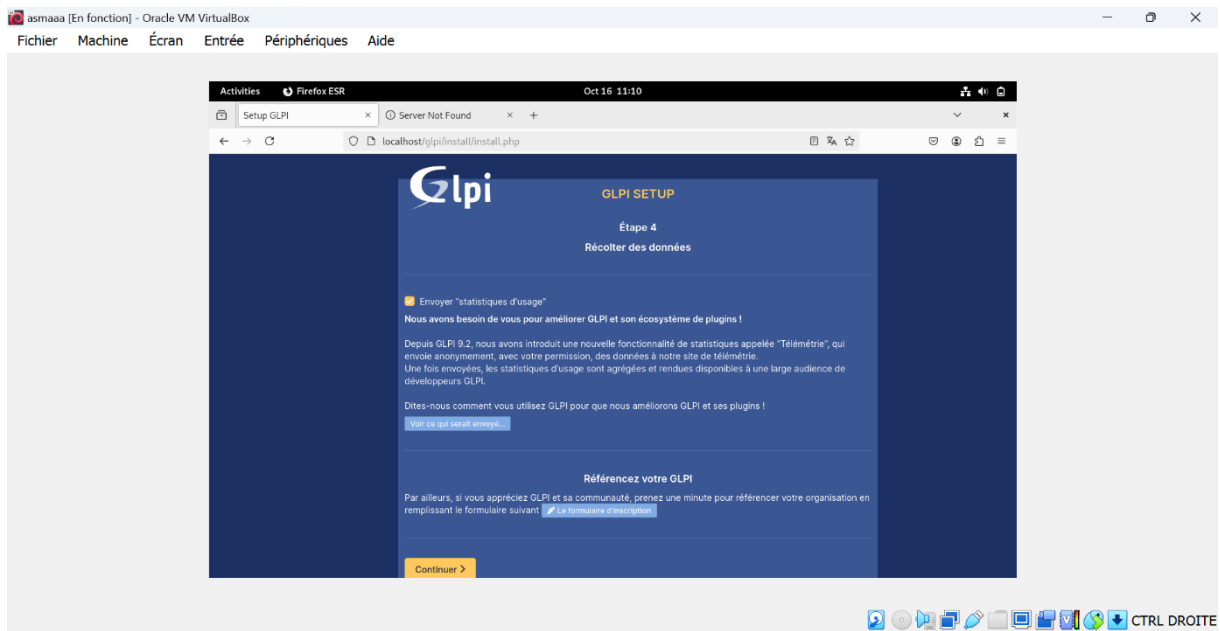 asmaaa [En fonction] - Oracle VM VirtualBox
Fichier Machine Écran Entrée Périphériques Aide
Activities Firefox ESR Oct 16 11:10
Setup GLPI × Server Not Found × +
localhost/glpi/install/install.php
Glpi
GLPI SETUP
Étape 4
Récolter des données
Envoyer "statistiques d'usage"
Nous avons besoin de vous pour améliorer GLPI et son écosystème de plugins !
Depuis GLPI 9.2, nous avons introduit une nouvelle fonctionnalité de statistiques appelée "Télémétrie", qui
envoie anonymement, avec votre permission, des données à notre site de télémétrie.
Une fois envoyées, les statistiques d'usage sont agrégées et rendues disponibles à une large audience de
développeurs GLPI.
Dites-nous comment vous utilisez GLPI pour que nous améliorons GLPI et ses plugins !
Voir ce qui serait envoyé...
Référencez votre GLPI
Par ailleurs, si vous appréciez GLPI et sa communauté, prenez une minute pour référencer votre organisation en
remplissant le formulaire suivant Le formulaire d'inscription
Continuer >
CTRL DROITE